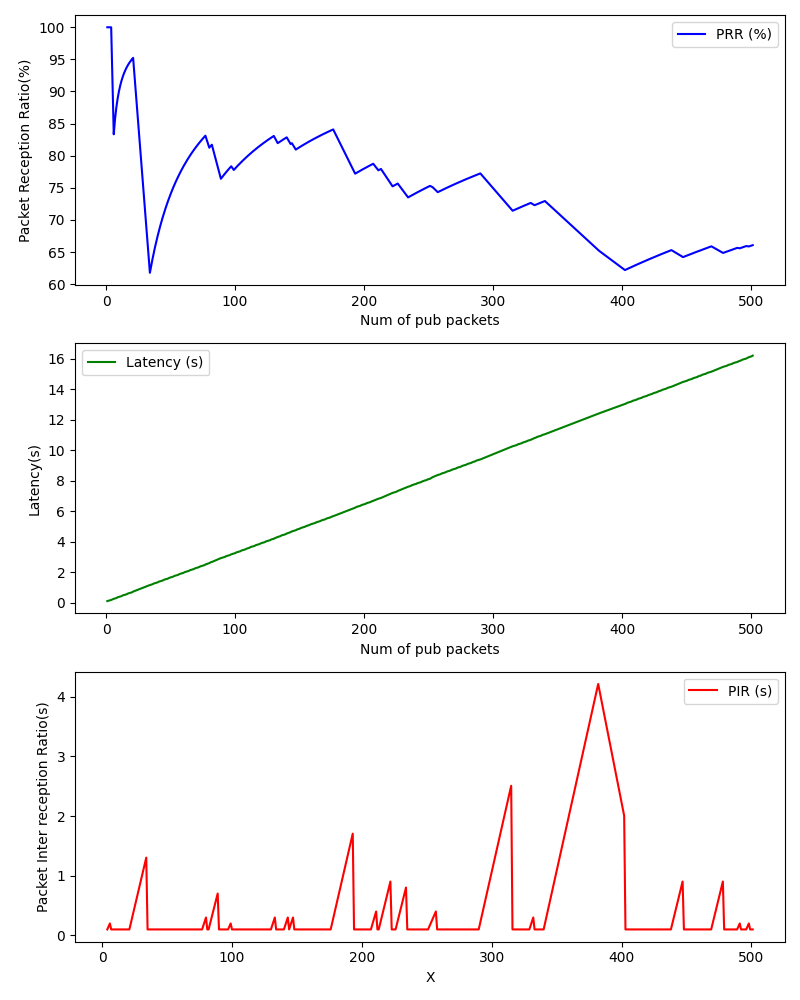 100
95
90
85
80
75
70
65
60
Packet Reception Ratio(%)
PRR (%)
0 100 200 300 400 500
Num of pub packets
16
14
12
10
8
6
4
2
0
Latency(s)
Latency (s)
0 100 200 300 400 500
Num of pub packets
4
3
2
1
0
Packet Inter reception Ratio(s)
PIR (s)
0 100 200 300 400 500
X